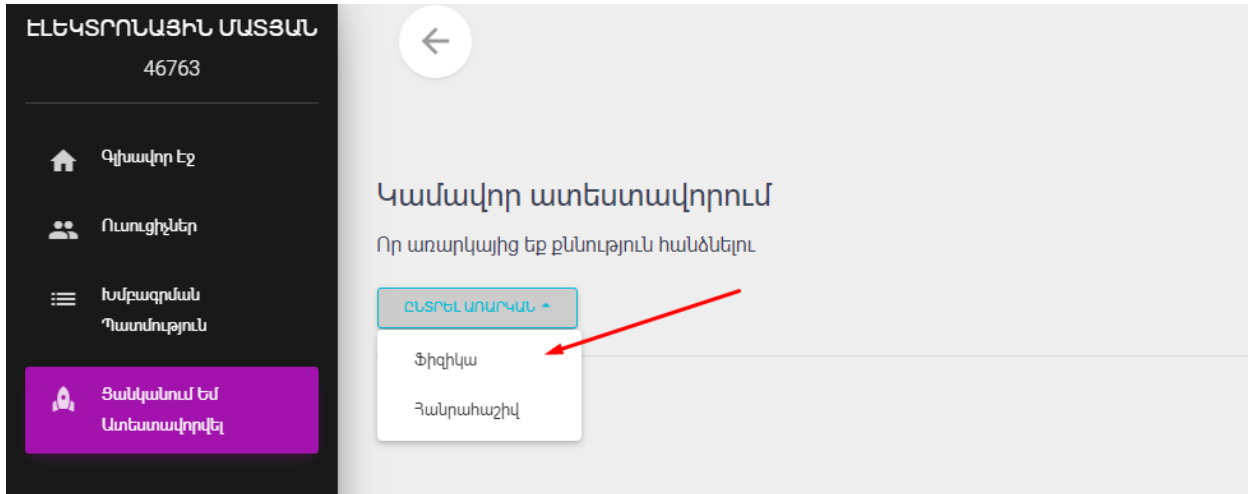 ԷԼԵԿՏՐՈՆԱՅԻՆ ՄԱՏՅԱՆ
46763
Գլխավոր Էջ
Ուսուցիչներ
Խմբագրման
Պատմություն
Ցանկանում Եմ
Ատեստավորվել
Կամավոր ատեստավորում
Որ առարկայից եք քննություն հանձնելու
ԸՆՏՐԵԼ ԱՌԱՐԿԱՆ
Ֆիզիկա
Հանրահաշիվ